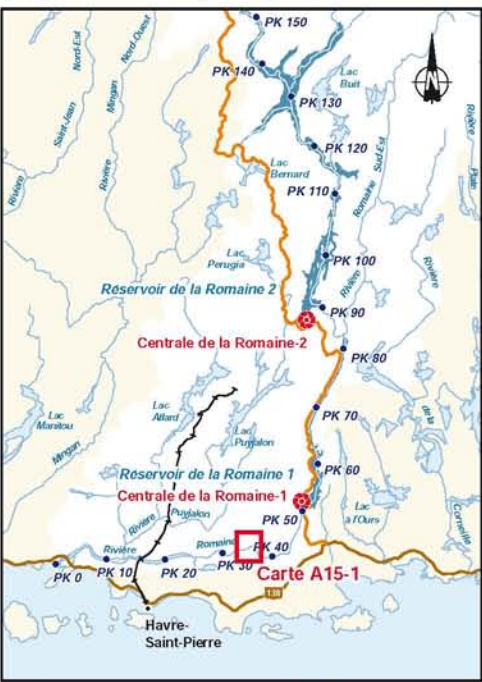 PK 150
Nord-Est
Nord-Ouest
PK 140
Lac
Buit
PK 130
Saint-Jean
Mingan
Rivière
Rivière
PK 120
Sud-Est
Rivière
Plate
Lac
Bernard
PK 110
Romaine
Lac
Perugia
PK 100
Rivière
Rivière
Réservoir de la Romaine 2
PK 90
Centrale de la Romaine-2
PK 80
Lac
Allard
Lac
Manitou
PK 70
de la
Lac
Puyjalon
Mingan
Réservoir de la Romaine 1
PK 60
Centrale de la Romaine-1
Rivière
Puyjalon
PK 50
Lac
à l'Ours
Corneille
Rivière
Romaine
PK 0
PK 10
PK 20
PK 30
PK 40
Carte A15-1
138
Havre-
Saint-Pierre
N